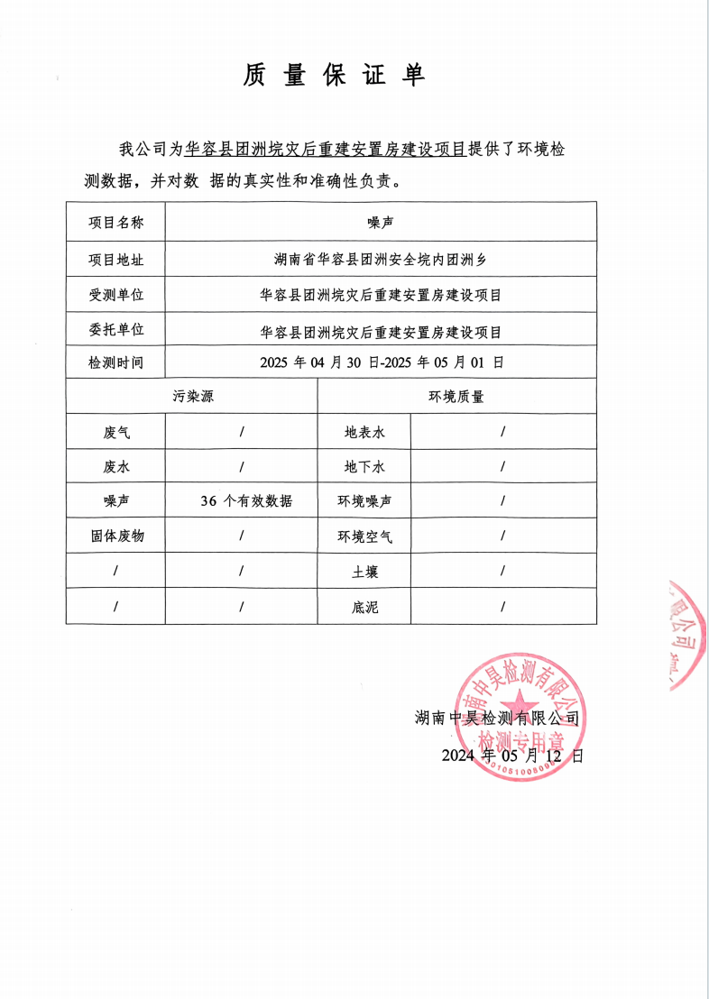 质量保证单
我公司为华容县团洲垸灾后重建安置房建设项目提供了环境检
测数据，并对数 据的真实性和准确性负责。
项目名称 噪声
项目地址 湖南省华容县团洲安全垸内团洲乡
受测单位 华容县团洲垸灾后重建安置房建设项目
委托单位 华容县团洲垸灾后重建安置房建设项目
检测时间 2025 年 04 月 30 日-2025 年 05 月 01 日
污染源 环境质量
废气 / 地表水 /
废水 / 地下水 /
噪声 36 个有效数据 环境噪声 /
固体废物 / 环境空气 /
/ / 土壤 /
/ / 底泥 /
限公司
章
湖南中昊检测有限公司
湖南中昊检测有限公司
检测专用章
2024 年 05 月 12 日